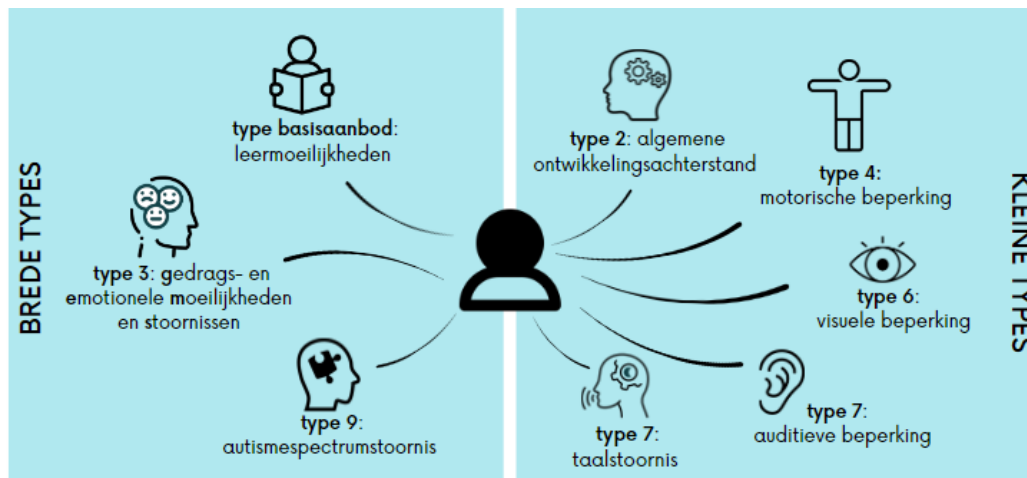 BREDE TYPES
type basisaanbod:
leermoeilijkheden
type 3: gedrags- en
emotionele moeilijkheden
en stoornissen
type 9:
autismespectrumstoornis
type 2: algemene
ontwikkelingsachterstand
type 4:
motorische beperking
type 6:
visuele beperking
type 7:
auditieve beperking
type 7:
taalstoornis
KLEINE TYPES